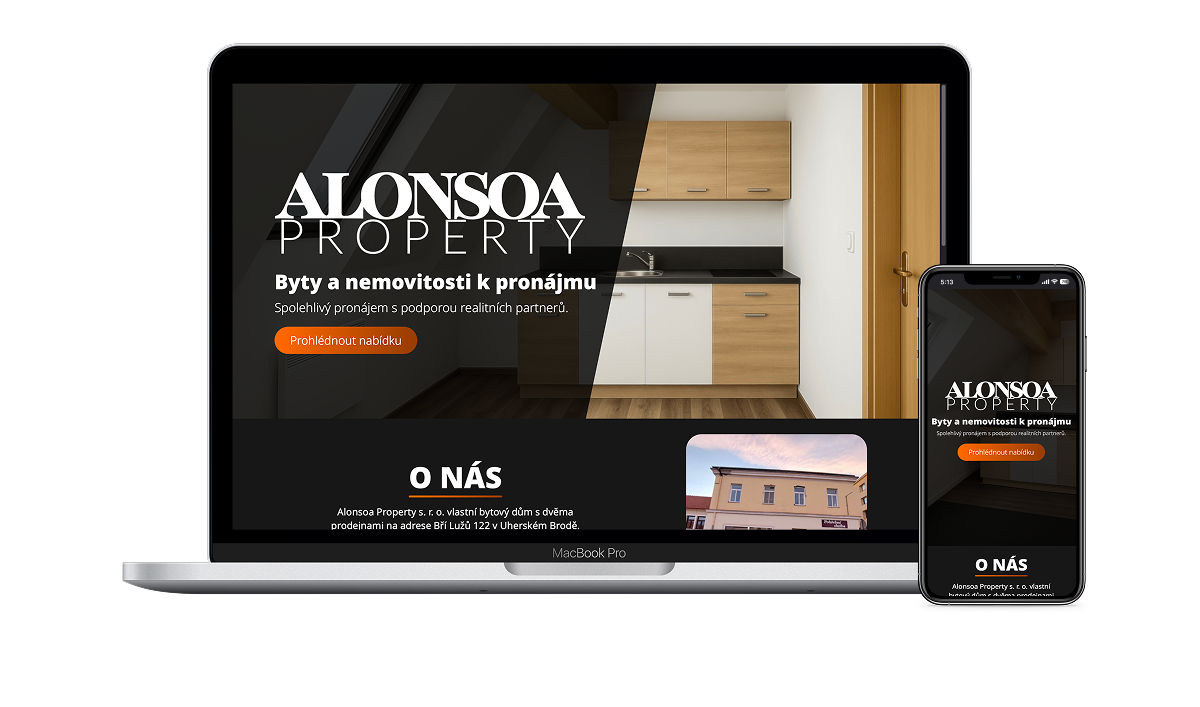 ALONSOA
PROPERTY
Byty a nemovitosti k pronájmu
Spolehlivý pronájem s podporou realitních partnerů.
Prohlédnout nabídku
O NÁS
Alonsoa Property s. r. o. vlastní bytový dům s dvěma
prodejnami na adrese Bří Lužů 122 v Uherském Brodě.
MacBook Pro
5:13
ALONSOA
PROPERTY
Byty a nemovitosti k pronájmu
Spolehlivý pronájem s podporou realitních partnerů.
Prohlédnout nabídku
O NÁS
Alonsoa Property s. r. o. vlastní
bytový dům s dvěma prodejnami